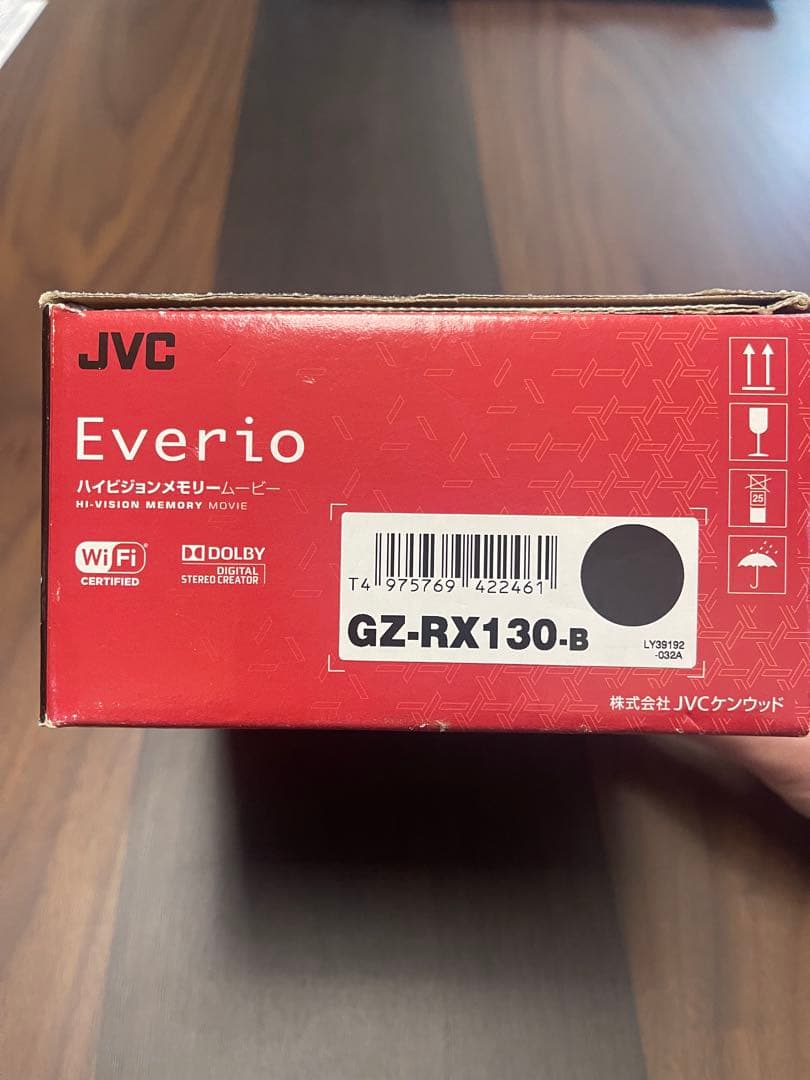 JVC
Everio
ハイビジョンメモリームービー
HI-VISION MEMORY MOVIE
Wi Fi
CERTIFIED
DOLBY
DIGITAL
STEREO CREATOR
T4 975769 422461
GZ-RX130-B
LY39192
-032A
25
株式会社 JVCケンウッド